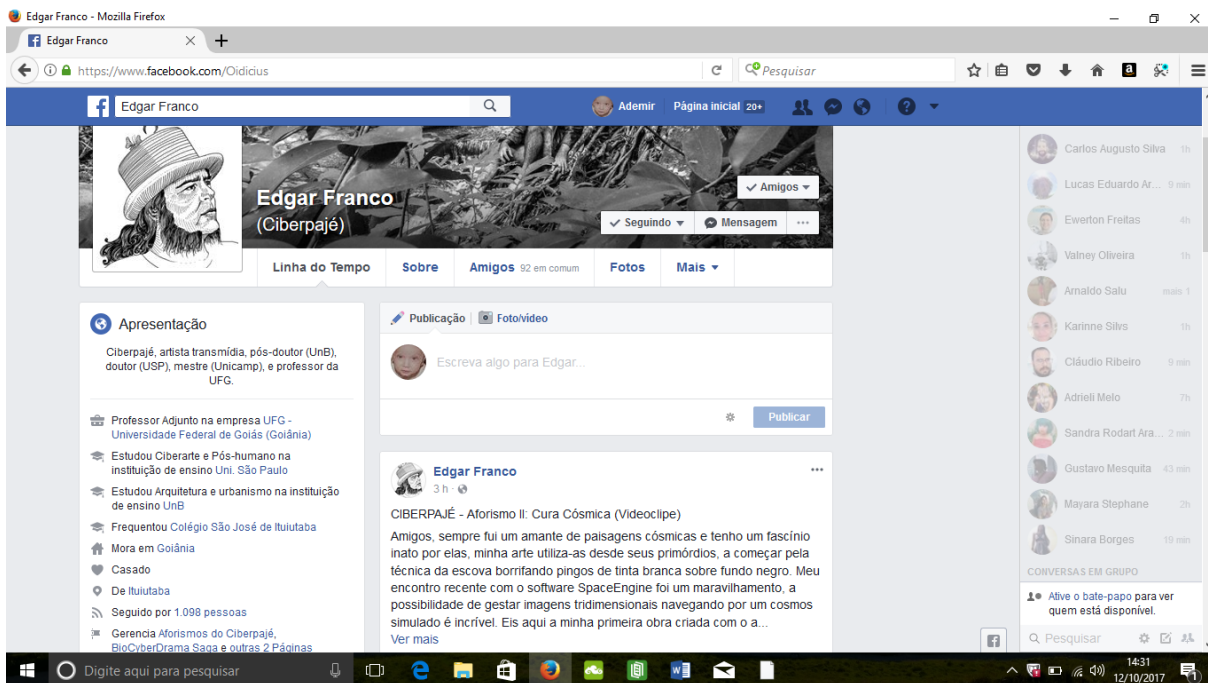 Edgar Franco - Mozilla Firefox
Edgar Franco
https://www.facebook.com/Oidicius
Pesquisar
Edgar Franco
Ademir
Página inicial 20+
Edgar Franco
(Ciberpajé)
Amigos
Seguindo
Mensagem
Linha do Tempo
Sobre
Amigos 92 em comum
Fotos
Mais
Apresentação
Ciberpajé, artista transmídia, pós-doutor (UnB),
doutor (USP), mestre (Unicamp), e professor da
UFG.
Professor Adjunto na empresa UFG -
Universidade Federal de Goiás (Goiânia)
Estudou Ciberarte e Pós-humano na
instituição de ensino Uni. São Paulo
Estudou Arquitetura e urbanismo na instituição
de ensino UnB
Frequentou Colégio São José de Ituiutaba
Mora em Goiânia
Casado
De Ituiutaba
Seguido por 1.098 pessoas
Gerencia Aforismos do Ciberpajé,
BioCyberDrama Saga e outras 2 Páginas
Publicação
Foto/vídeo
Escreva algo para Edgar...
Publicar
Edgar Franco
3 h
CIBERPAJÉ - Aforismo II: Cura Cósmica (Videoclipe)
Amigos, sempre fui um amante de paisagens cósmicas e tenho um fascínio
inato por elas, minha arte utiliza-as desde seus primórdios, a começar pela
técnica da escova borrifando pingos de tinta branca sobre fundo negro. Meu
encontro recente com o software SpaceEngine foi um maravilhamento, a
possibilidade de gestar imagens tridimensionais navegando por um cosmos
simulado é incrível. Eis aqui a minha primeira obra criada com o a...
Ver mais
Carlos Augusto Silva 1h
Lucas Eduardo Ar... 9 min
Ewerton Freitas 4h
Valney Oliveira 1h
Arnaldo Salu mais 1
Karinne Silvs 1h
Cláudio Ribeiro 9 min
Adrieli Melo 7h
Sandra Rodart Ara... 2 min
Gustavo Mesquita 43 min
Mayara Stephane 2h
Sinara Borges 19 min
CONVERSAS EM GRUPO
Ative o bate-papo para ver
quem está disponível.
Pesquisar
Digite aqui para pesquisar
14:31
12/10/2017